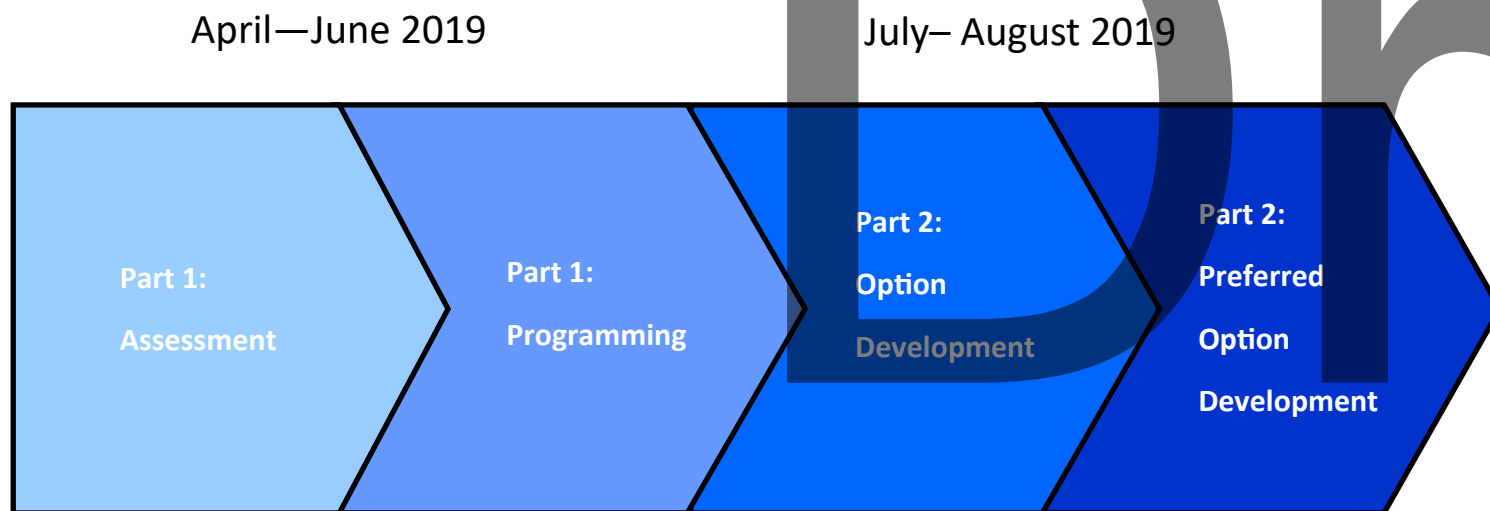 April—June 2019
July– August 2019
Part 1:
Assessment
Part 1:
Programming
Part 2:
Option
Development
Part 2:
Preferred
Option
Development